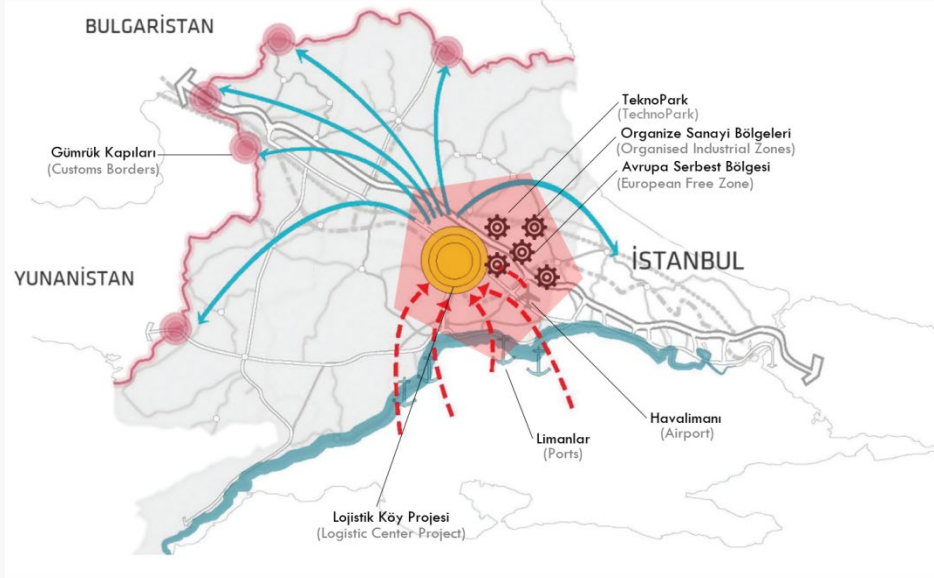 BULGARİSTAN
TeknoPark
(TechnoPark)
Organize Sanayi Bölgeleri
(Organised Industrial Zones)
Avrupa Serbest Bölgesi
(European Free Zone)
Gümrük Kapıları
(Customs Borders)
İSTANBUL
YUNANİSTAN
Havalimanı
(Airport)
Limanlar
(Ports)
Lojistik Köy Projesi
(Logistic Center Project)